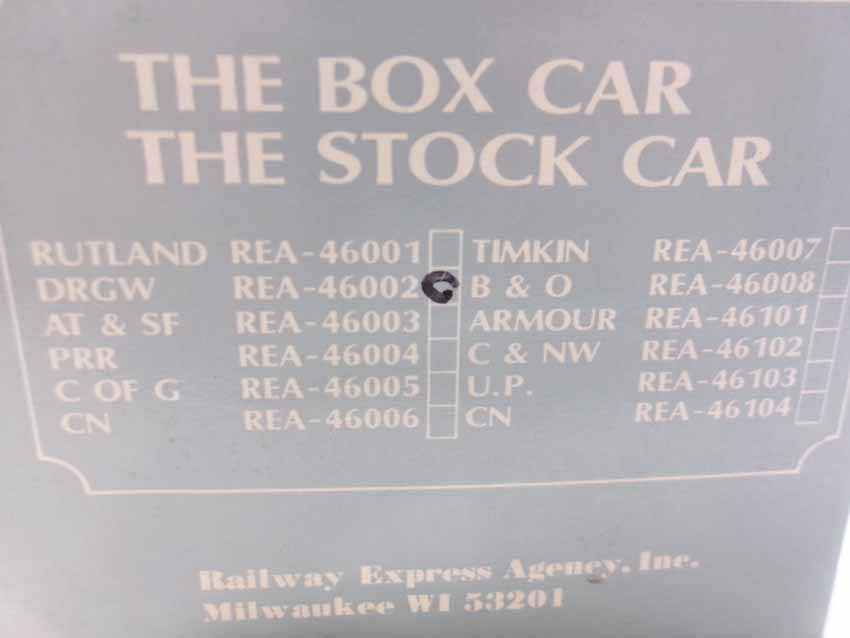 THE BOX CAR
THE STOCK CAR
RUTLAND REA-46001 TIMKIN REA-46007
DRGW REA-46002 B & O REA-46008
AT & SF REA-46003 ARMOUR REA-46101
PRR REA-46004 C & NW REA-46102
C OF G REA-46005 U.P. REA-46103
CN REA-46006 CN REA-46104
Railway Express Agency, Inc.
Milwaukee WI 53201